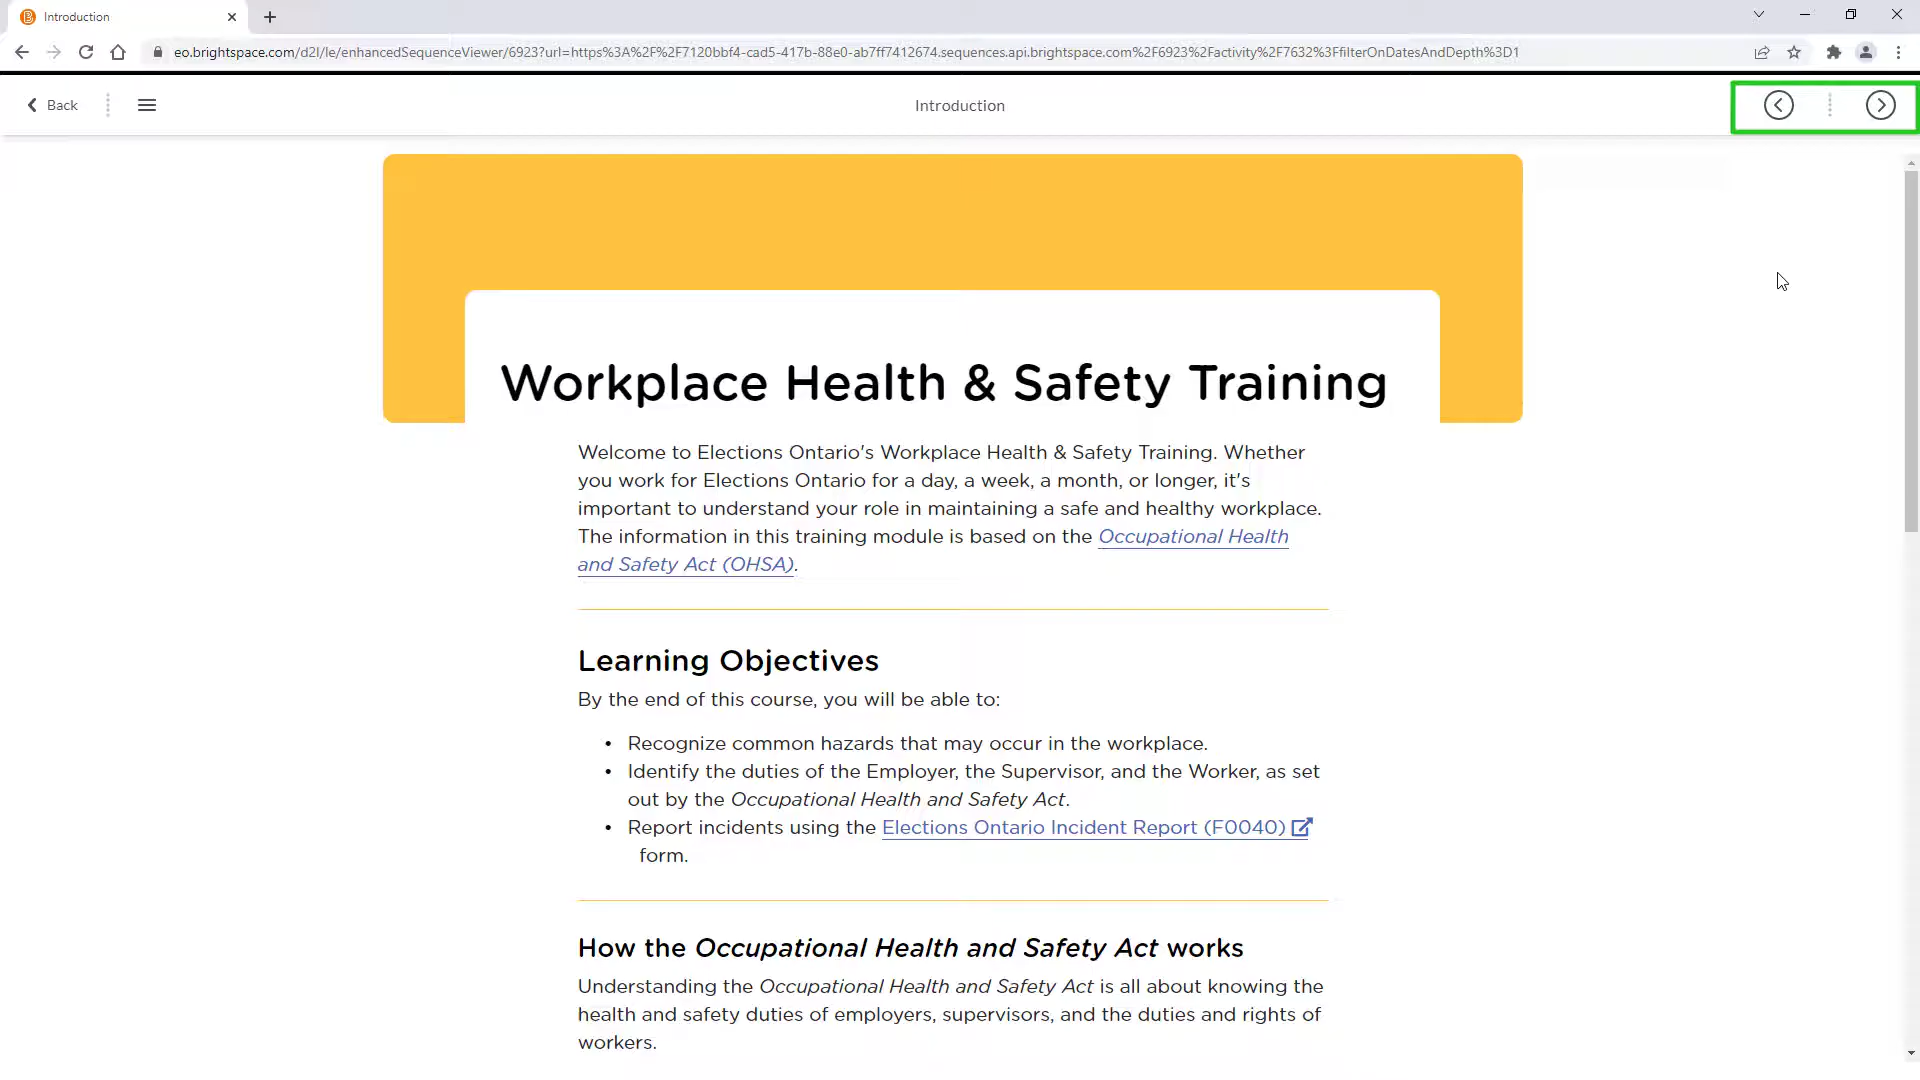 Introduction
eo.brightspace.com/d2l/le/enhancedSequenceViewer/6923?url=https%3A%2F%2F7120bbf4-cad5-417b-88e0-ab7ff7412674.sequences.api.brightspace.com%2F6923%2Factivity%2F7632%3FfilterOnDatesAndDepth%3D1
Back
Introduction
Workplace Health & Safety Training
Welcome to Elections Ontario's Workplace Health & Safety Training. Whether
you work for Elections Ontario for a day, a week, a month, or longer, it's
important to understand your role in maintaining a safe and healthy workplace.
The information in this training module is based on the Occupational Health
and Safety Act (OHSA).
Learning Objectives
By the end of this course, you will be able to:
• Recognize common hazards that may occur in the workplace.
• Identify the duties of the Employer, the Supervisor, and the Worker, as set
out by the Occupational Health and Safety Act.
• Report incidents using the Elections Ontario Incident Report (F0040)
form.
How the Occupational Health and Safety Act works
Understanding the Occupational Health and Safety Act is all about knowing the
health and safety duties of employers, supervisors, and the duties and rights of
workers.